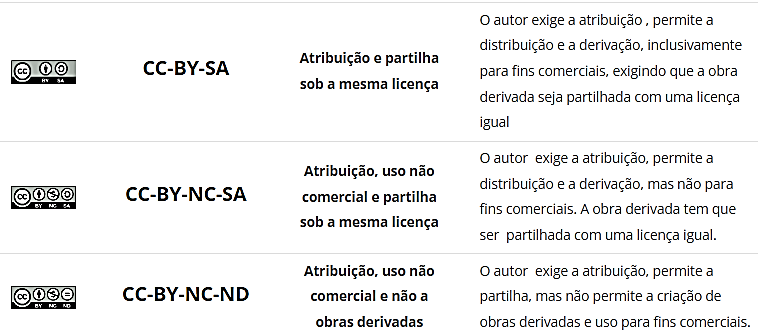 O autor exige a atribuição , permite a
distribuição e a derivação, inclusivamente
para fins comerciais, exigindo que a obra
derivada seja partilhada com uma licença
igual
CC-BY-SA
Atribuição e partilha
sob a mesma licença
cc
BY SA
O autor exige a atribuição, permite a
distribuição e a derivação, mas não para
fins comerciais. A obra derivada tem que
ser partilhada com uma licença igual.
CC-BY-NC-SA
Atribuição, uso não
comercial e partilha
sob a mesma licença
cc
BY NC SA
O autor exige a atribuição, permite a
partilha, mas não permite a criação de
obras derivadas e uso para fins comerciais.
CC-BY-NC-ND
Atribuição, uso não
comercial e não a
obras derivadas
cc
BY NC ND